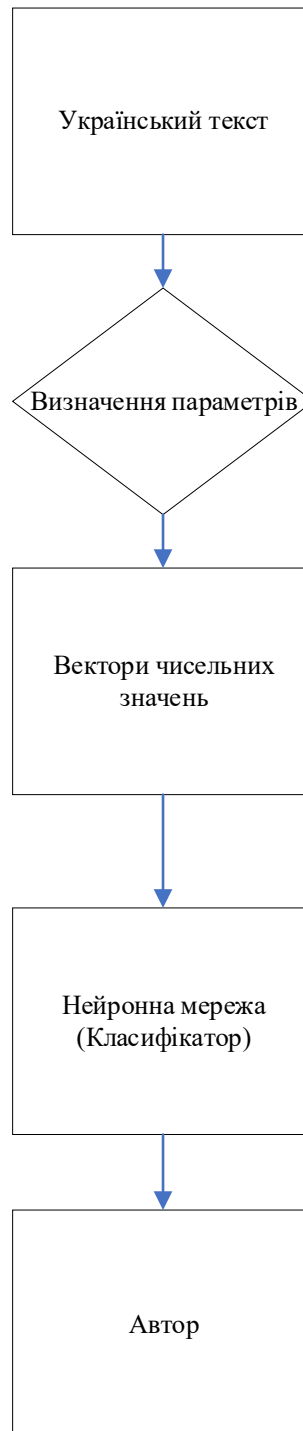 Український текст
Визначення параметрів
Вектори чисельних
значень
Нейронна мережа
(Класифікатор)
Автор